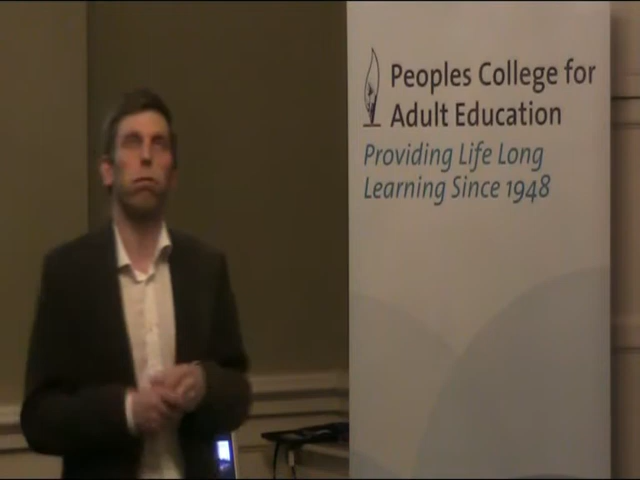 Peoples College for
Adult Education
Providing Life Long
Learning Since 1948